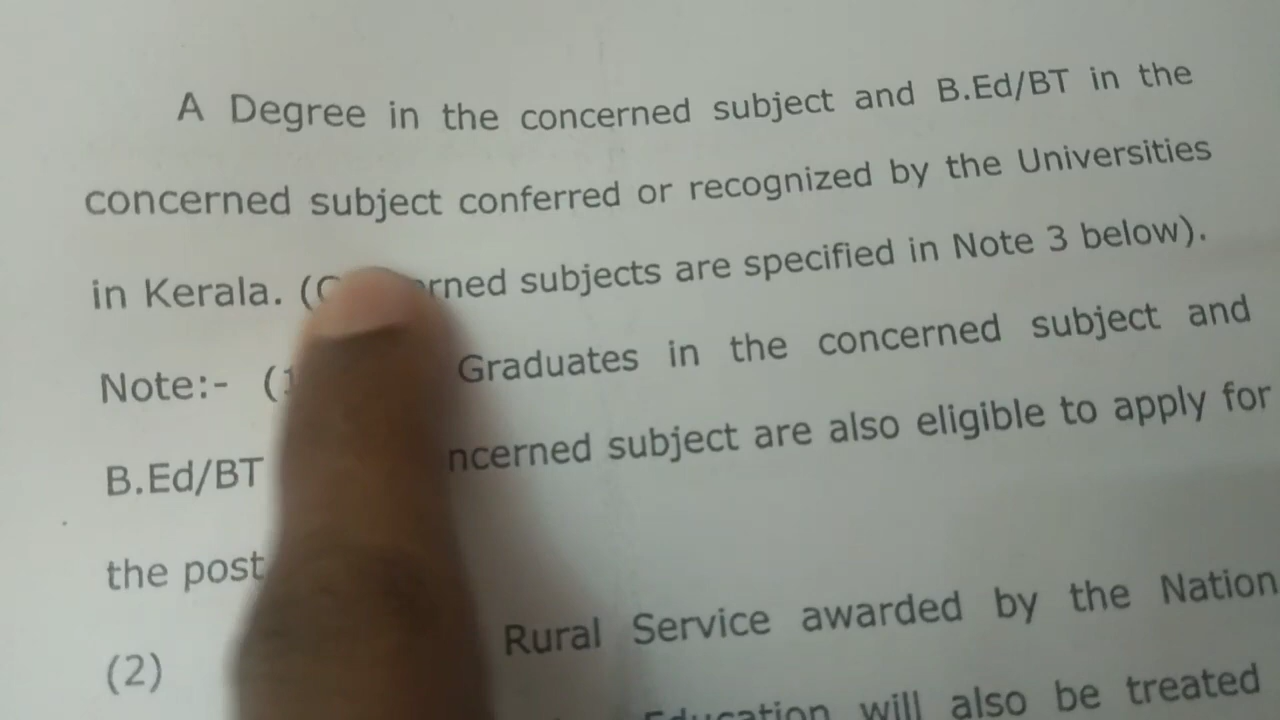 A Degree in the concerned subject and B.Ed/BT in the
concerned subject conferred or recognized by the Universities
in Kerala. ( subjects are specified in Note 3 below).
Note:- (1 Graduates in the concerned subject and
B.Ed/BT subject are also eligible to apply for
the post
(2) Rural Service awarded by the Nation
Education will also be treated